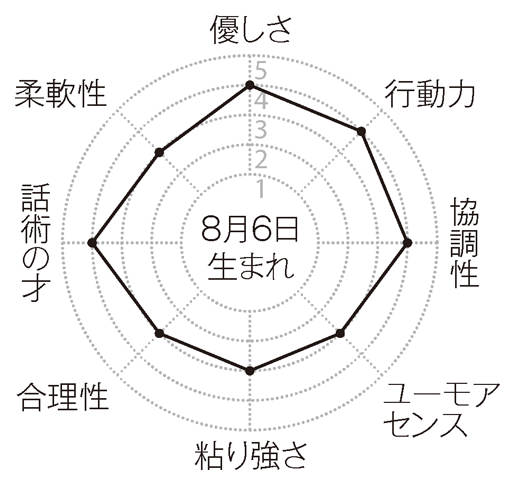 優しさ
行動力
協調性
ユーモア
センス
粘り強さ
合理性
話術の才
柔軟性
5
4
3
2
1
8月6日
生まれ